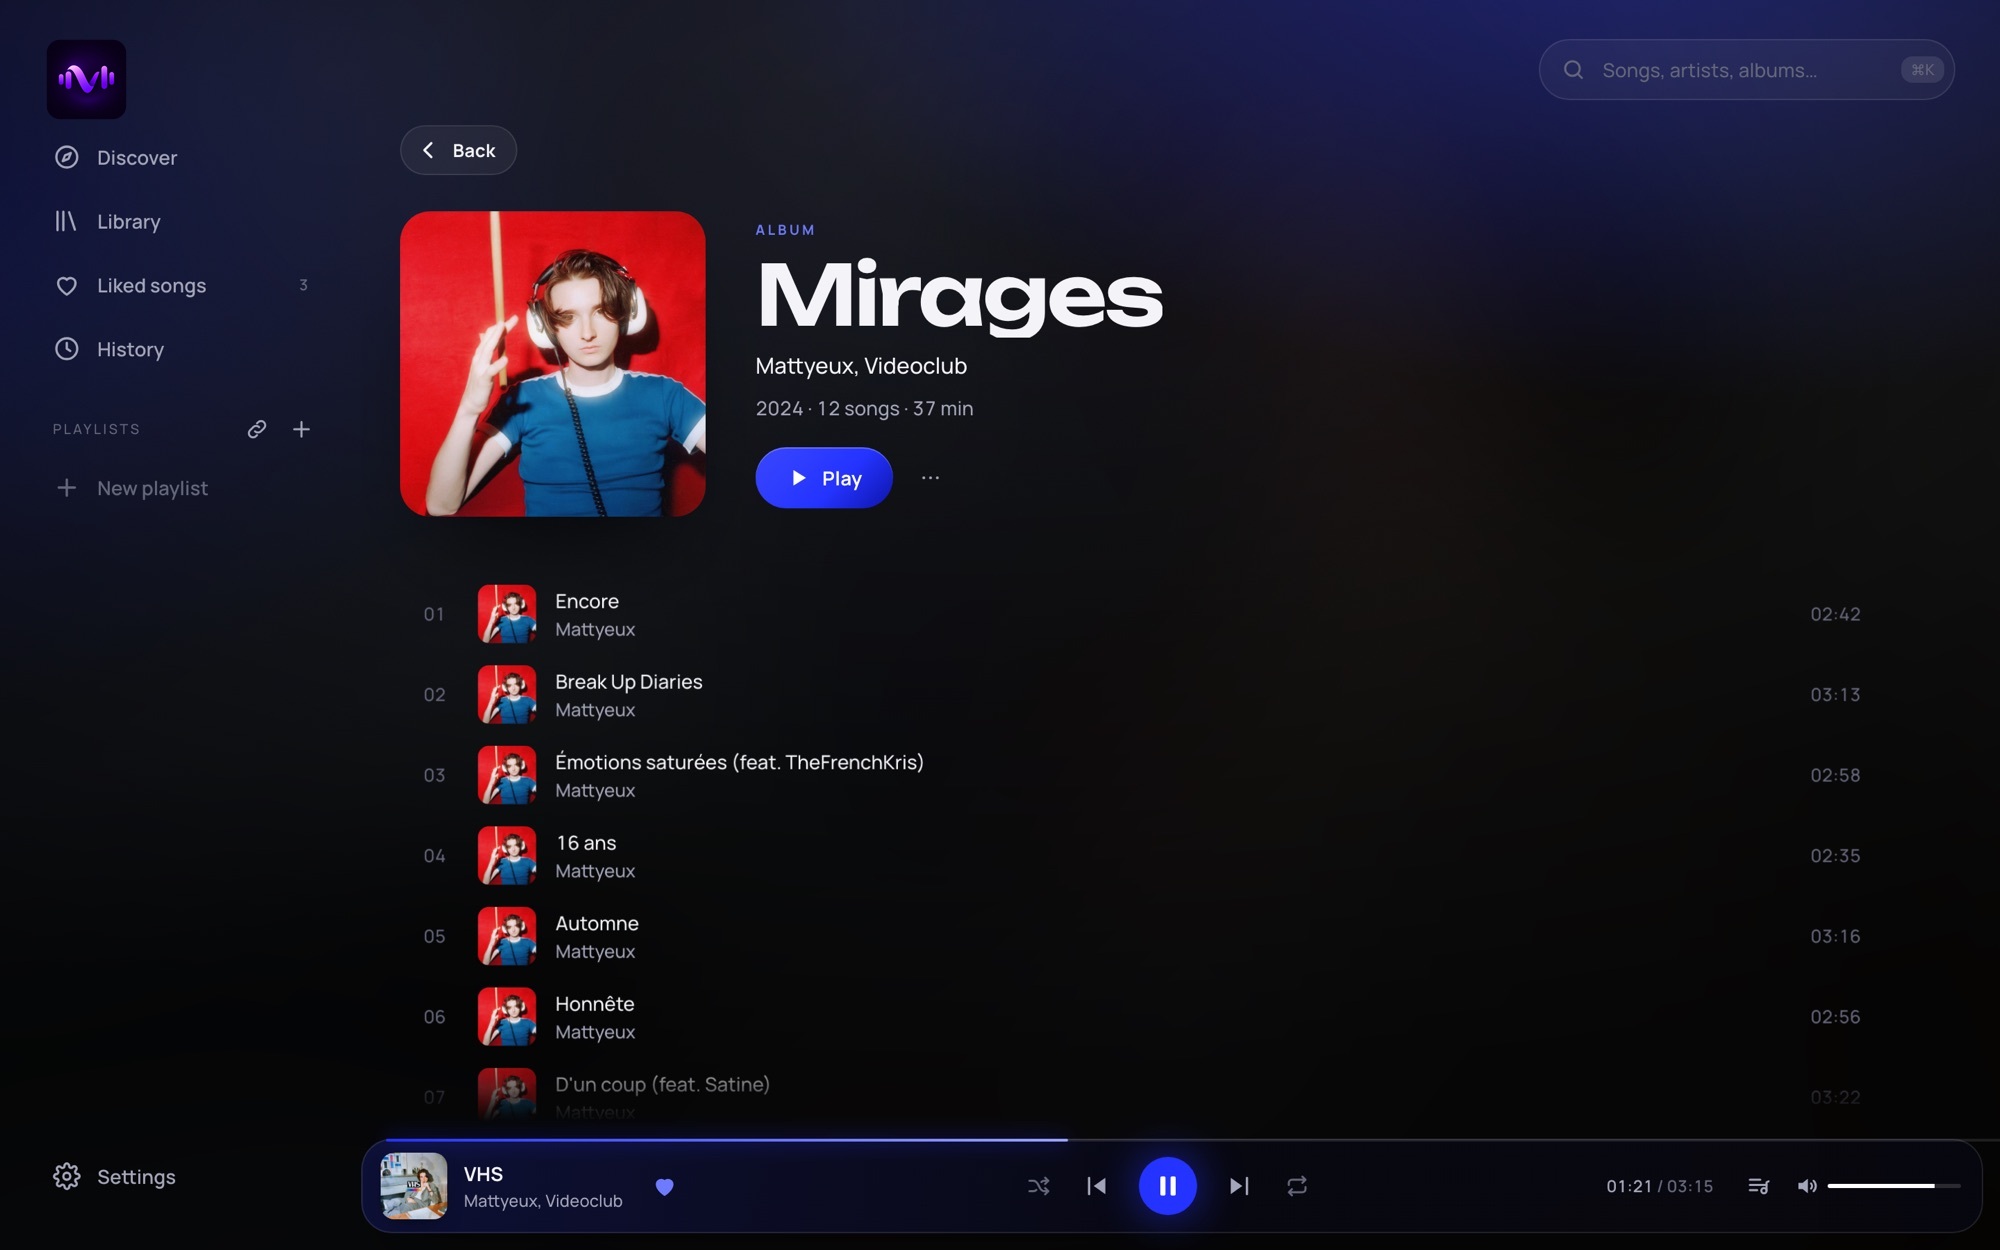 Songs, artists, albums...
⌘K
Discover
Library
Liked songs
3
History
PLAYLISTS
New playlist
Settings
Back
ALBUM
Mirages
Mattyeux, Videoclub
2024 · 12 songs · 37 min
Play
01
Encore
Mattyeux
02:42
02
Break Up Diaries
Mattyeux
03:13
03
Émotions saturées (feat. TheFrenchKris)
Mattyeux
02:58
04
16 ans
Mattyeux
02:35
05
Automne
Mattyeux
03:16
06
Honnête
Mattyeux
02:56
07
D'un coup (feat. Satine)
Mattyeux
03:22
VHS
VHS
Mattyeux, Videoclub
01:21 / 03:15